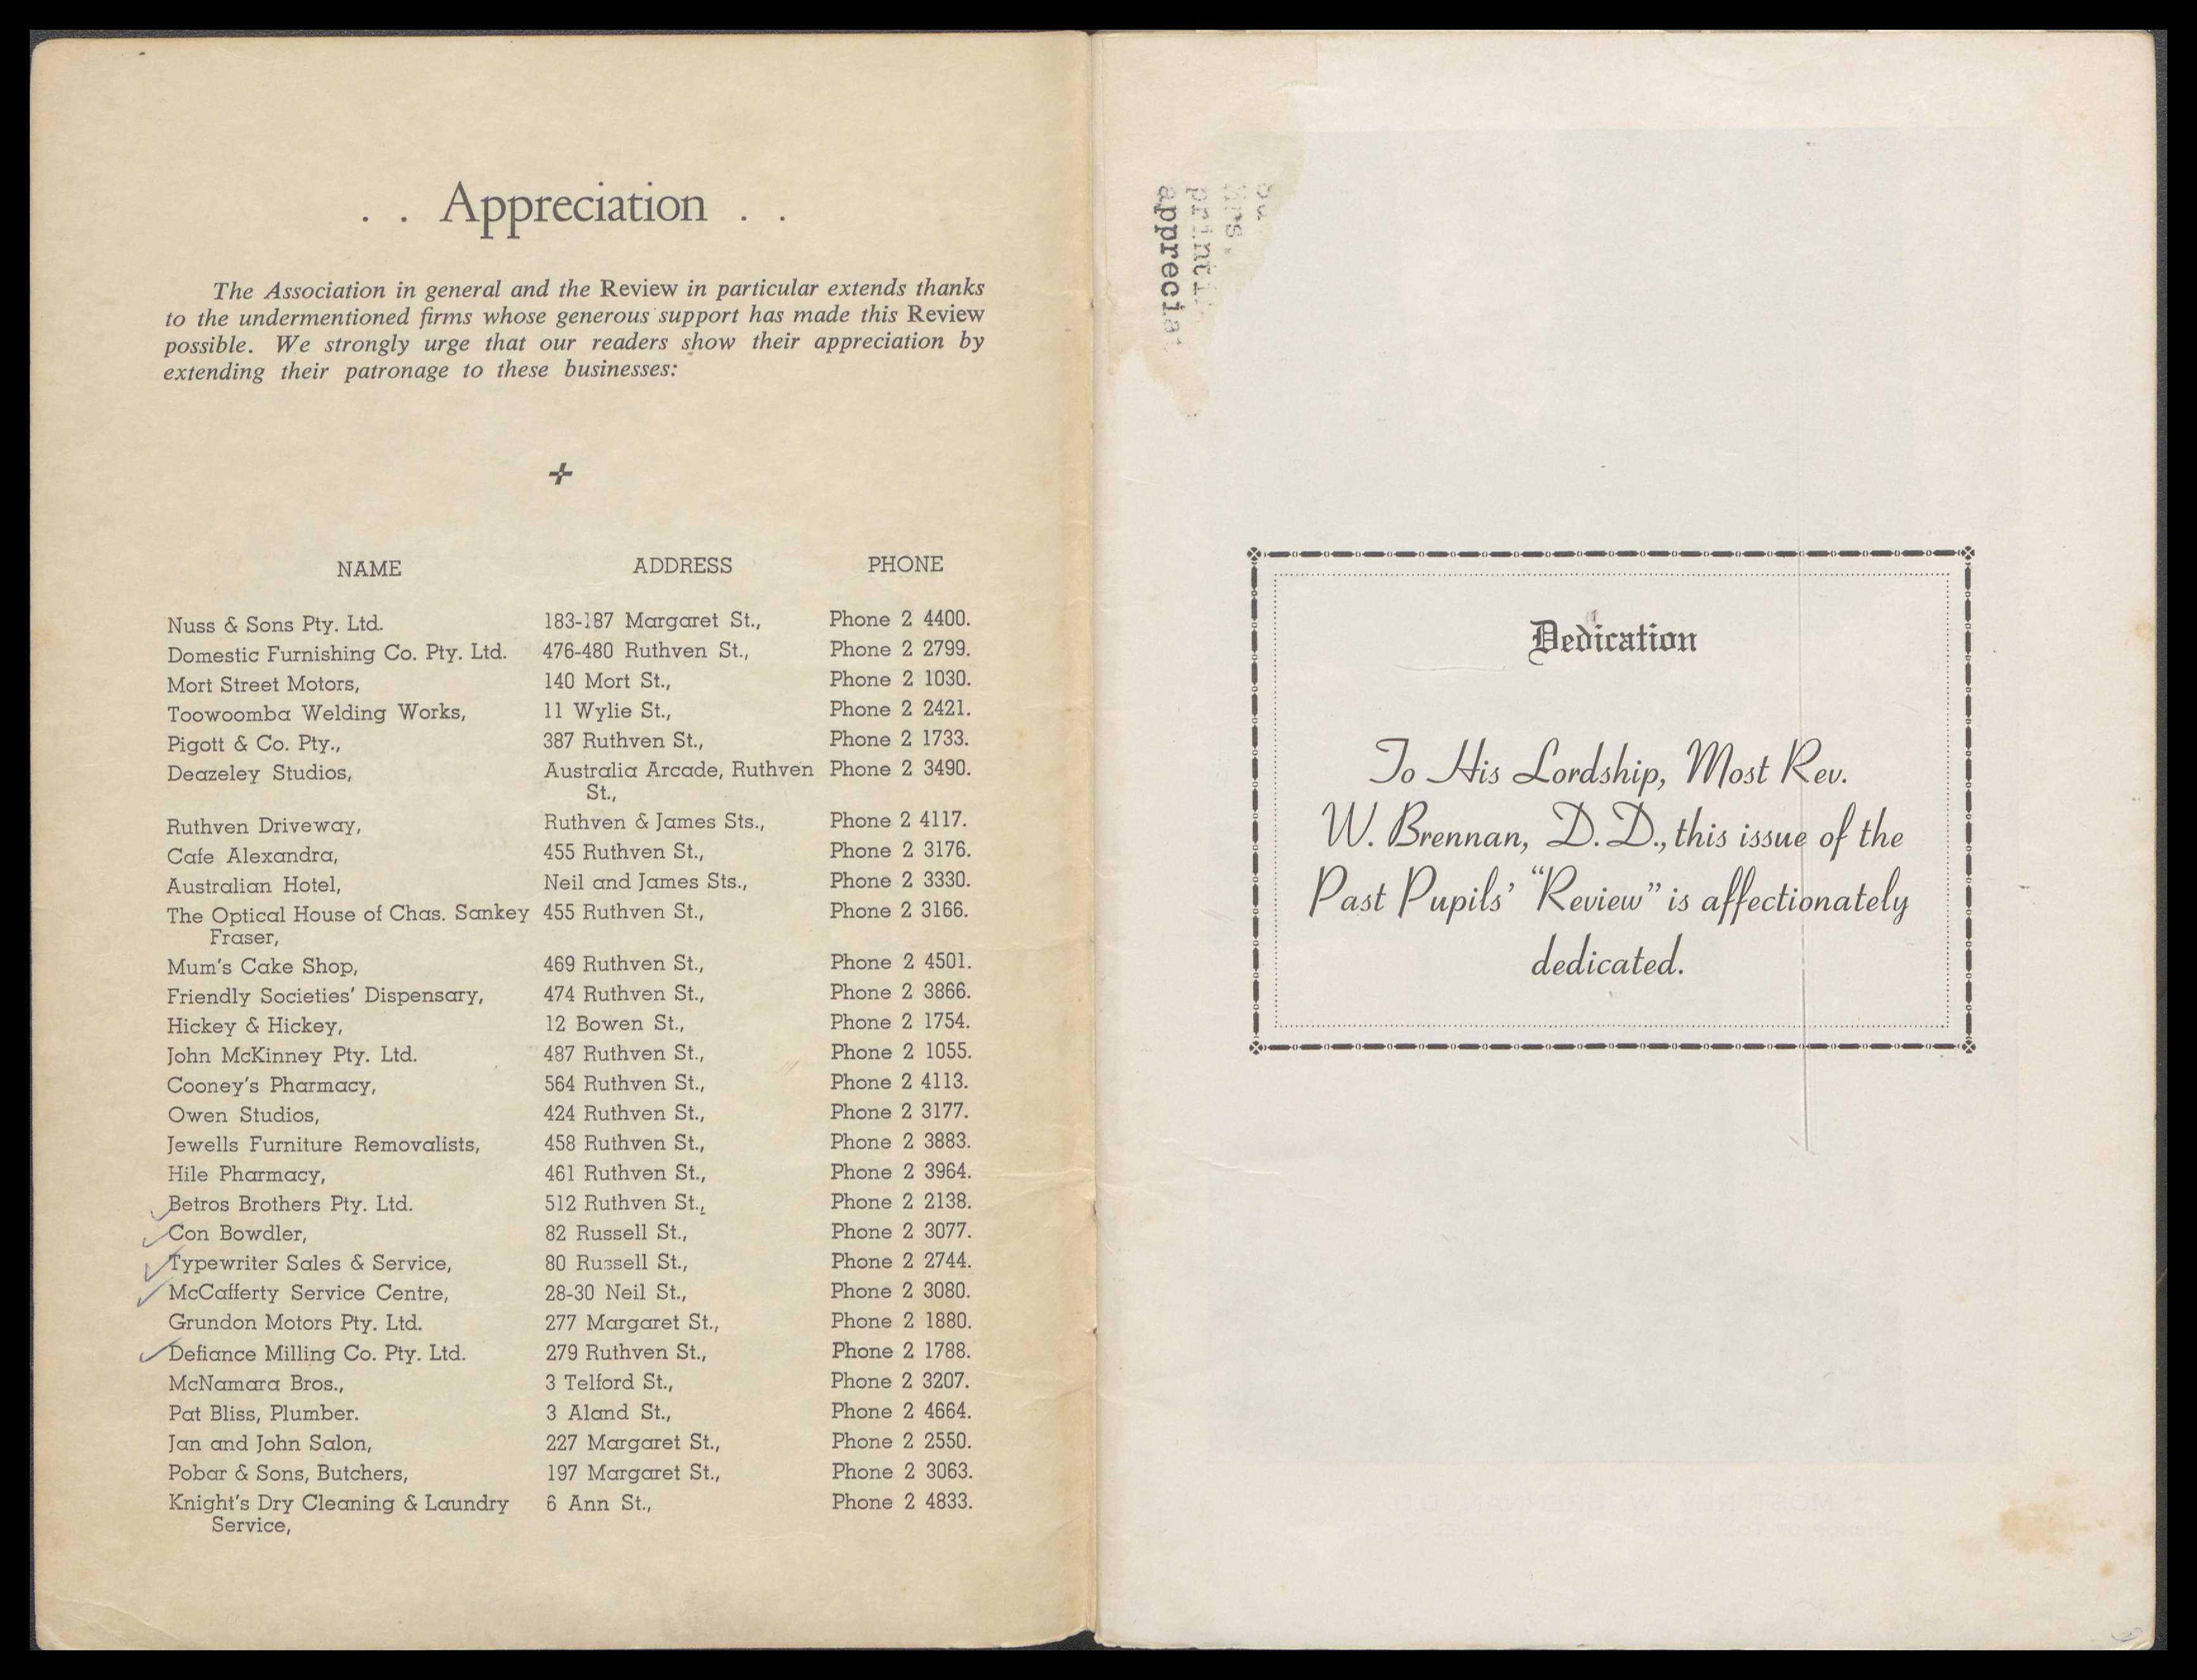 . . Appreciation . .
The Association in general and the Review in particular extends thanks
to the undermentioned firms whose generous support has made this Review
possible. We strongly urge that our readers show their appreciation by
extending their patronage to these businesses:
NAME ADDRESS PHONE
Nuss & Sons Pty. Ltd. 183-187 Margaret St., Phone 2 4400.
Domestic Furnishing Co. Pty. Ltd. 476-480 Ruthven St., Phone 2 2799.
Mort Street Motors, 140 Mort St., Phone 2 1030.
Toowoomba Welding Works, 11 Wylie St., Phone 2 2421.
Pigott & Co. Pty., 387 Ruthven St., Phone 2 1733.
Deazeley Studios, Australia Arcade, Ruthven Phone 2 3490.
St.,
Ruthven Driveway, Ruthven & James Sts., Phone 2 4117.
Cafe Alexandra, 455 Ruthven St., Phone 2 3176.
Australian Hotel, Neil and James Sts., Phone 2 3330.
The Optical House of Chas. Sankey 455 Ruthven St., Phone 2 3166.
Fraser,
Mum's Cake Shop, 469 Ruthven St., Phone 2 4501.
Friendly Societies' Dispensary, 474 Ruthven St., Phone 2 3866.
Hickey & Hickey, 12 Bowen St., Phone 2 1754.
John McKinney Pty. Ltd. 487 Ruthven St., Phone 2 1055.
Cooney's Pharmacy, 564 Ruthven St., Phone 2 4113.
Owen Studios, 424 Ruthven St., Phone 2 3177.
Jewells Furniture Removalists, 458 Ruthven St., Phone 2 3883.
Hile Pharmacy, 461 Ruthven St., Phone 2 3964.
Betros Brothers Pty. Ltd. 512 Ruthven St., Phone 2 2138.
Con Bowdler, 82 Russell St., Phone 2 3077.
Typewriter Sales & Service, 80 Russell St., Phone 2 2744.
McCafferty Service Centre, 28-30 Neil St., Phone 2 3080.
Grundon Motors Pty. Ltd. 277 Margaret St., Phone 2 1880.
Defiance Milling Co. Pty. Ltd. 279 Ruthven St., Phone 2 1788.
McNamara Bros., 3 Telford St., Phone 2 3207.
Pat Bliss, Plumber. 3 Aland St., Phone 2 4664.
Jan and John Salon, 227 Margaret St., Phone 2 2550.
Pobar & Sons, Butchers, 197 Margaret St., Phone 2 3063.
Knight's Dry Cleaning & Laundry 6 Ann St., Phone 2 4833.
Service,
Dedication
To His Lordship, Most Rev.
W. Brennan, D. D., this issue of the
Past Pupils' "Review" is affectionately
dedicated.